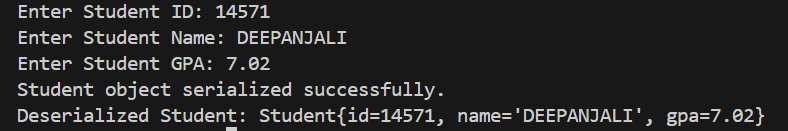 Enter Student ID: 14571
Enter Student Name: DEEPANJALI
Enter Student GPA: 7.02
Student object serialized successfully.
Deserialized Student: Student{id=14571, name='DEEPANJALI', gpa=7.02}